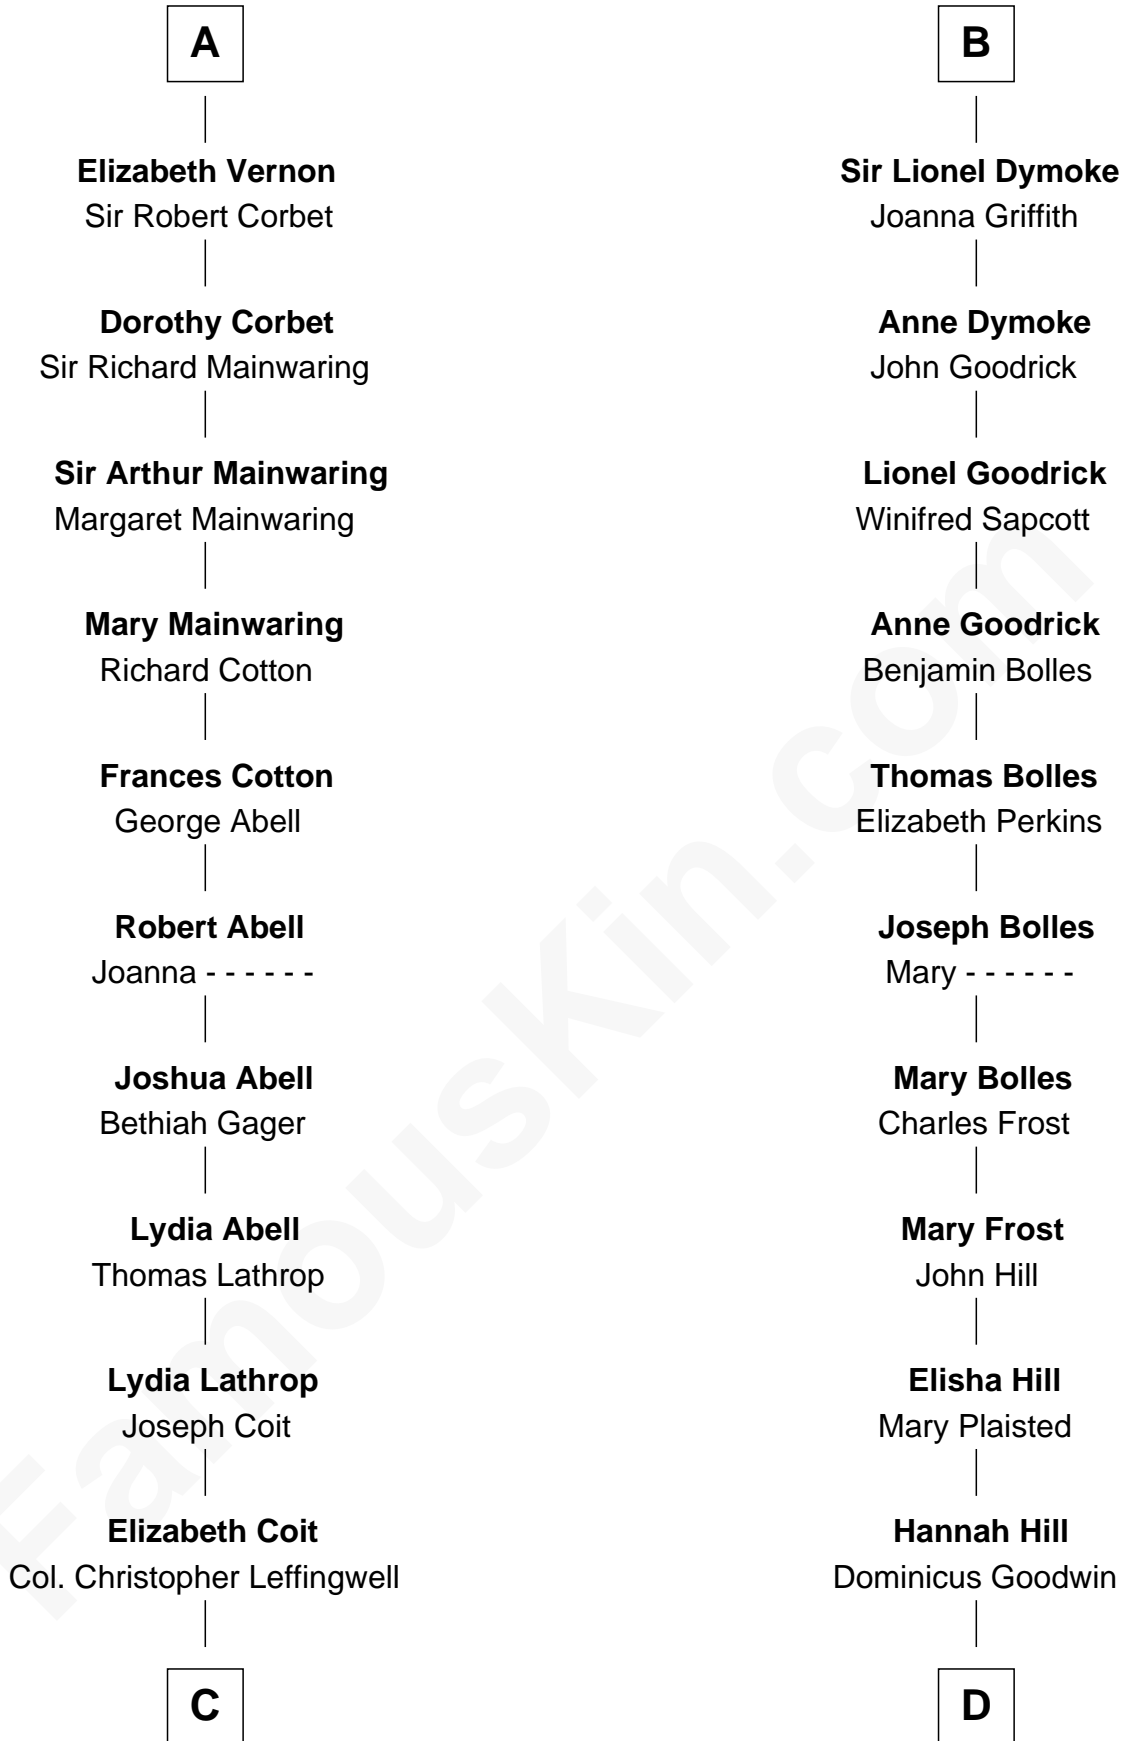 A
Elizabeth Vernon
Sir Robert Corbet
Dorothy Corbet
Sir Richard Mainwaring
Sir Arthur Mainwaring
Margaret Mainwaring
Mary Mainwaring
Richard Cotton
Frances Cotton
George Abell
Robert Abell
Joanna - - - - - -
Joshua Abell
Bethiah Gager
Lydia Abell
Thomas Lathrop
Lydia Lathrop
Joseph Coit
Elizabeth Coit
Col. Christopher Leffingwell
C
B
Sir Lionel Dymoke
Joanna Griffith
Anne Dymoke
John Goodrick
Lionel Goodrick
Winifred Sapcott
Anne Goodrick
Benjamin Bolles
Thomas Bolles
Elizabeth Perkins
Joseph Bolles
Mary - - - - - -
Mary Bolles
Charles Frost
Mary Frost
John Hill
Elisha Hill
Mary Plaisted
Hannah Hill
Dominicus Goodwin
D
FamousKin.com